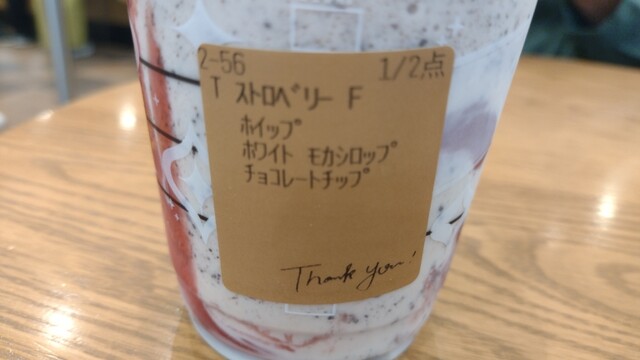 2-56 1/2点
T ストロベリー F
ホイップ
ホワイト モカシロップ
チョコレートチップ
Thank you!